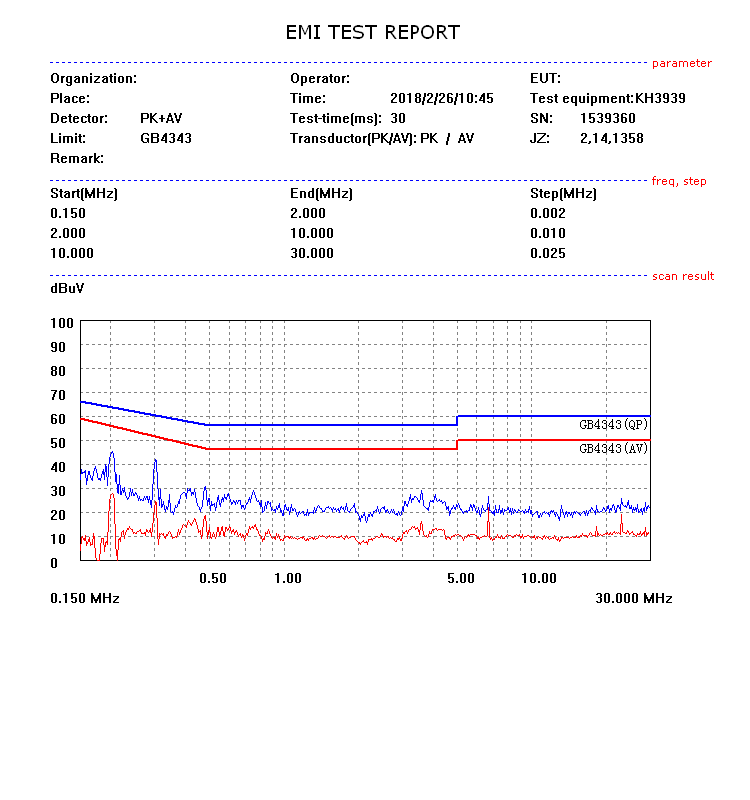 EMI TEST REPORT
parameter
Organization: Operator: EUT:
Place: Time: 2018/2/26/10:45 Test equipment:KH3939
Detector: PK+AV Test-time(ms): 30 SN: 1539360
Limit: GB4343 Transductor(PK/AV): PK / AV JZ: 2,14,1358
Remark:
freq, step
Start(MHz) End(MHz) Step(MHz)
0.150 2.000 0.002
2.000 10.000 0.010
10.000 30.000 0.025
scan result
dBuV
100
90
80
70
60
GB4343(QP)
50
GB4343(AV)
40
30
20
10
0
0.50 1.00 5.00 10.00
0.150 MHz 30.000 MHz